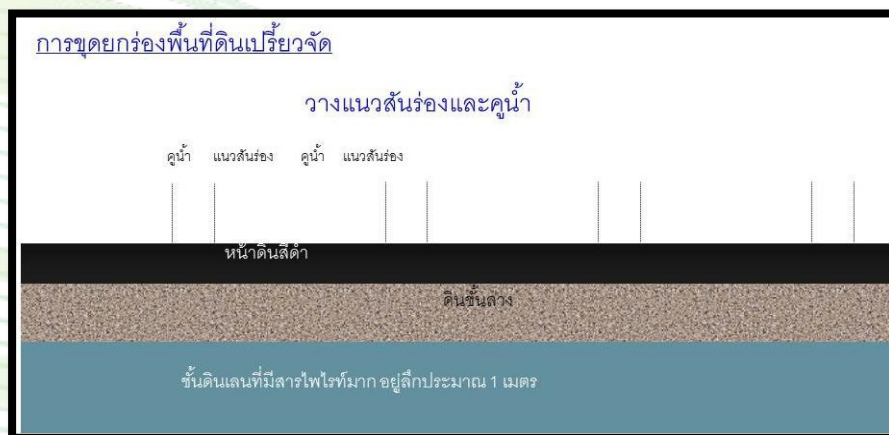 การขุดยกร่องพื้นที่ดินเปรี้ยวจัด
วางแนวสันร่องและคูน้ำ
คูน้ำ แนวสันร่อง คูน้ำ แนวสันร่อง
หน้าดินสีดำ
ดินชั้นล่าง
ชั้นดินเลนที่มีสารไพไรท์มาก อยู่ลึกประมาณ 1 เมตร